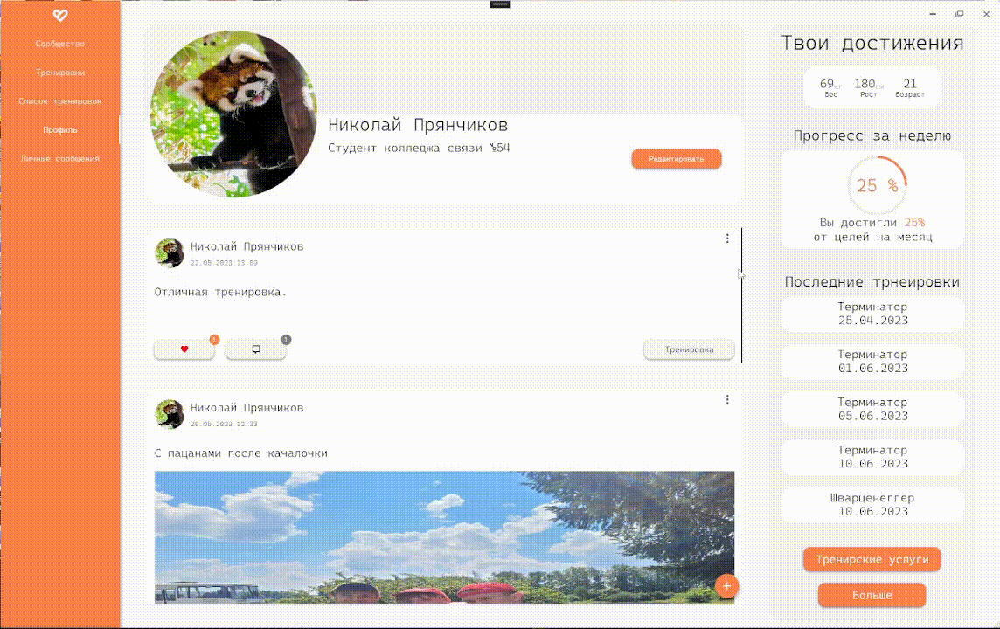 Сообщество
Тренировки
Список тренировок
Профиль
Личные сообщения
Николай Прянчиков
Студент колледжа связи №54
Редактировать
Николай Прянчиков
22.05.2023 13:09
Отличная тренировка.
1
1
Тренировка
Николай Прянчиков
20.06.2023 12:33
С пацанами после качалочки
+
Твои достижения
69кг 180см 21
Вес Рост Возраст
Прогресс за неделю
25 %
Вы достигли 25%
от целей на месяц
Последние трнеировки
Терминатор
25.04.2023
Терминатор
01.06.2023
Терминатор
05.06.2023
Терминатор
10.06.2023
Шварценеггер
10.06.2023
Тренирские услуги
Больше